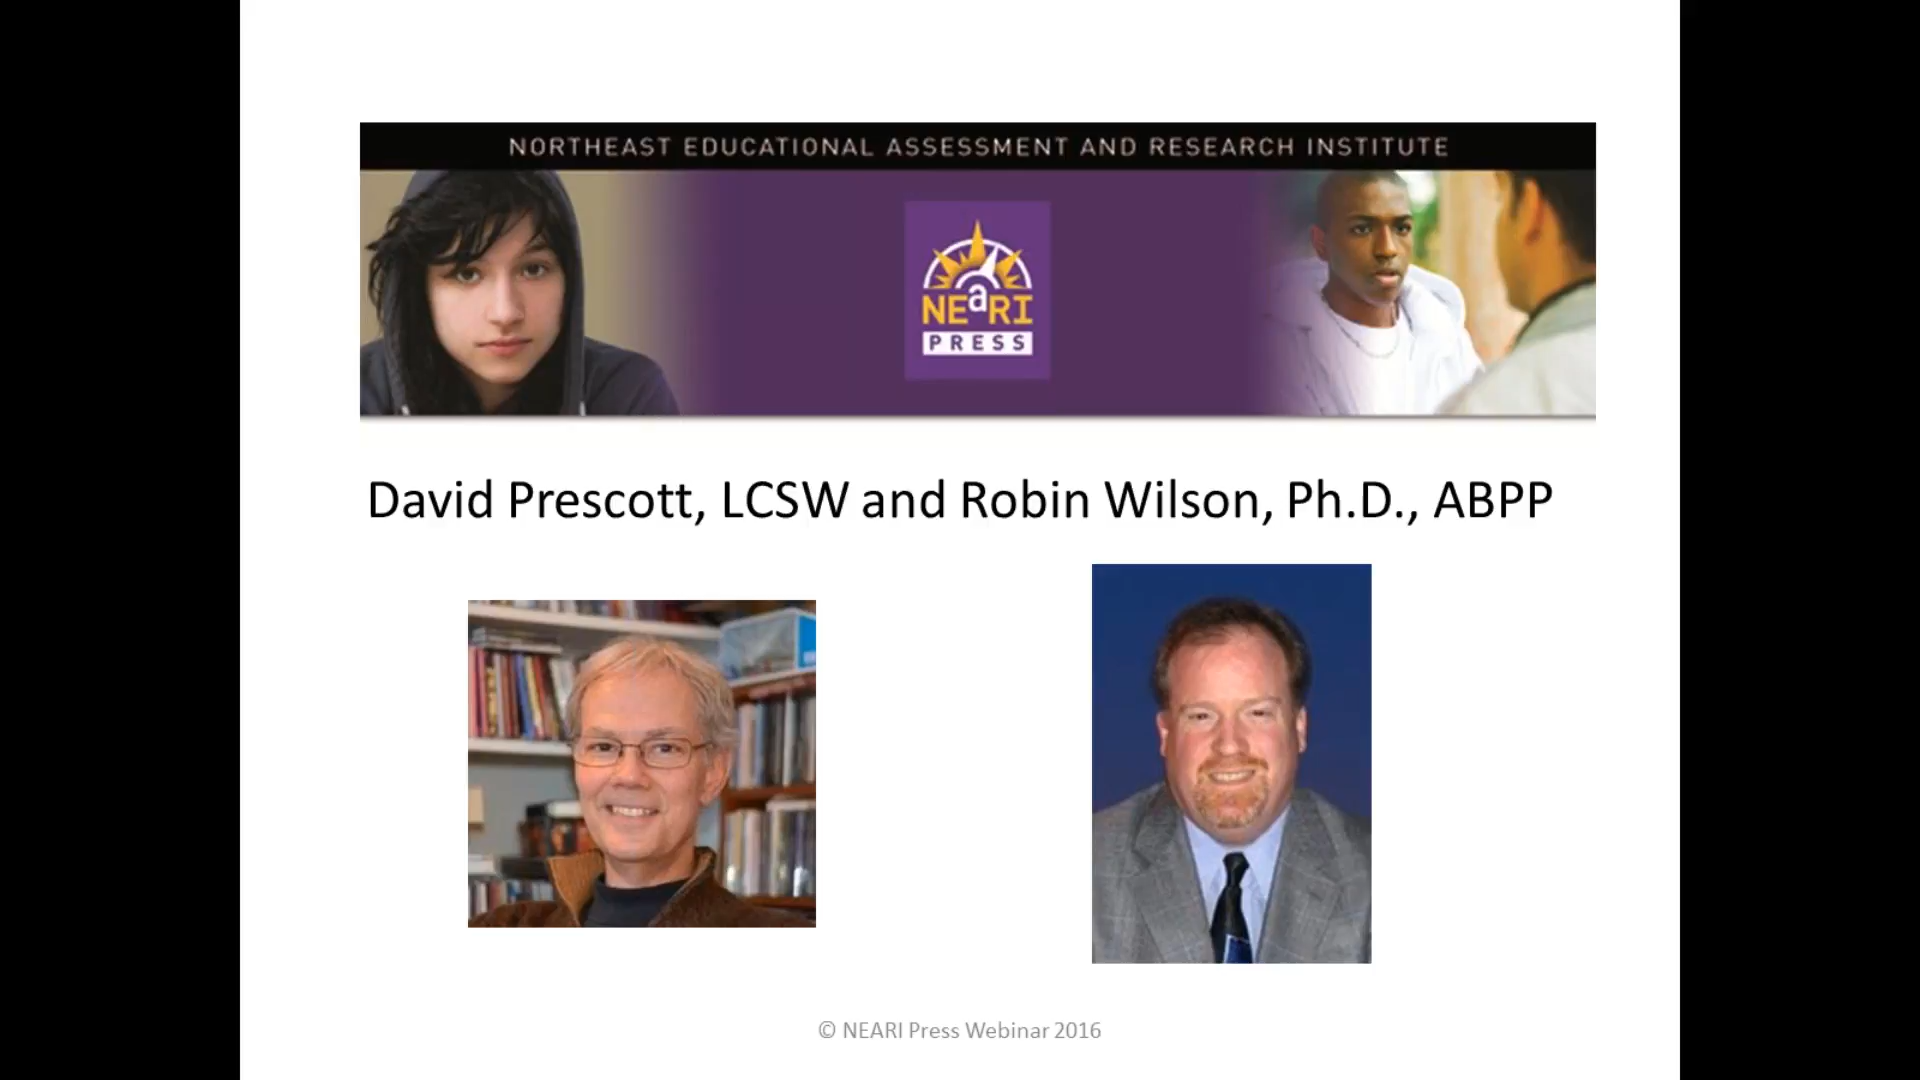 NORTHEAST EDUCATIONAL ASSESSMENT AND RESEARCH INSTITUTE
NEaRI
PRESS
David Prescott, LCSW and Robin Wilson, Ph.D., ABPP
© NEARI Press Webinar 2016